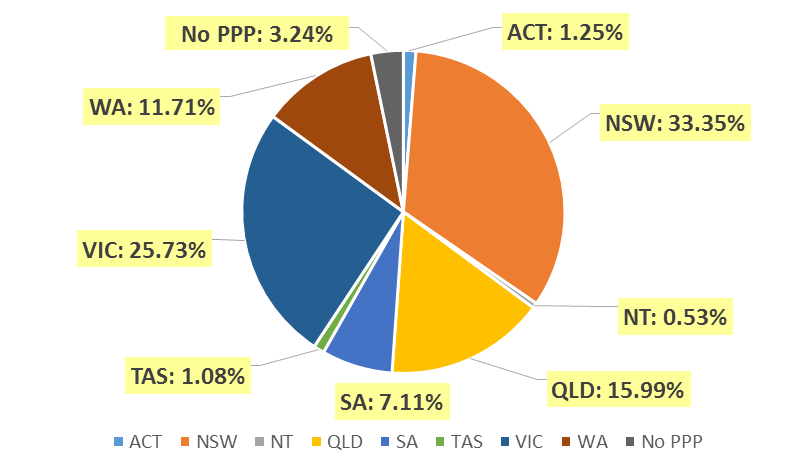 No PPP: 3.24%
ACT: 1.25%
WA: 11.71%
NSW: 33.35%
VIC: 25.73%
NT: 0.53%
TAS: 1.08%
SA: 7.11%
QLD: 15.99%
ACT NSW NT QLD SA TAS VIC WA No PPP